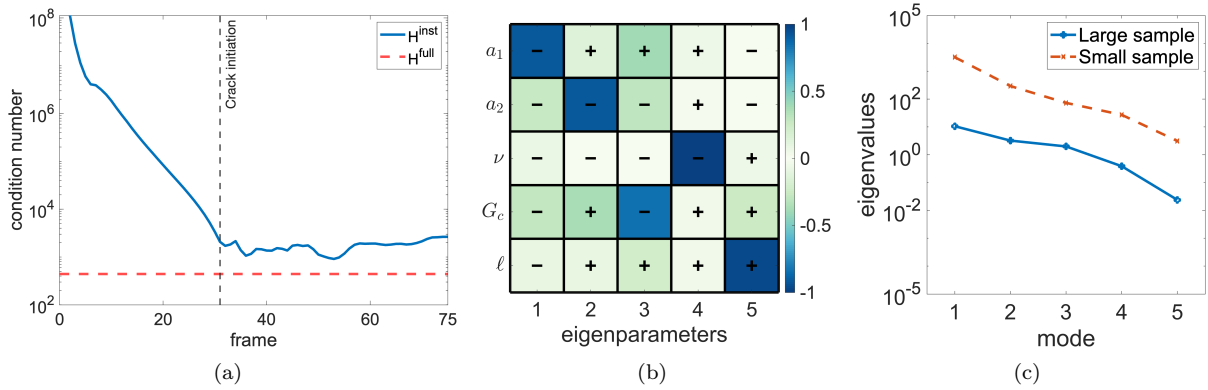 10^8
10^6
10^4
10^2
condition number
0
20
40
60
75
frame
H^inst
H^full
Crack initiation
(a)
a_1
a_2
ν
G_c
ℓ
− + + + −
− − − + −
− − − − +
− + − + +
− + + + +
1 2 3 4 5
eigenparameters
1
0.5
0
-0.5
-1
(b)
10^5
10^2
10^0
10^-2
10^-5
eigenvalues
Large sample
Small sample
1 2 3 4 5
mode
(c)